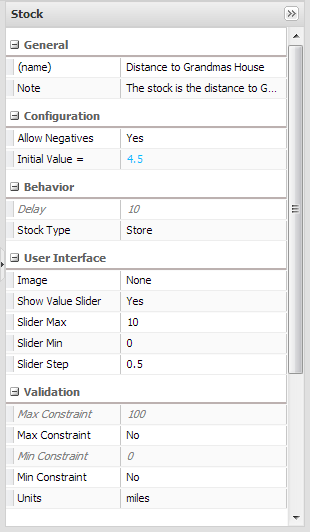 Stock
General
(name) Distance to Grandmas House
Note The stock is the distance to G...
Configuration
Allow Negatives Yes
Initial Value = 4.5
Behavior
Delay 10
Stock Type Store
User Interface
Image None
Show Value Slider Yes
Slider Max 10
Slider Min 0
Slider Step 0.5
Validation
Max Constraint 100
Max Constraint No
Min Constraint 0
Min Constraint No
Units miles